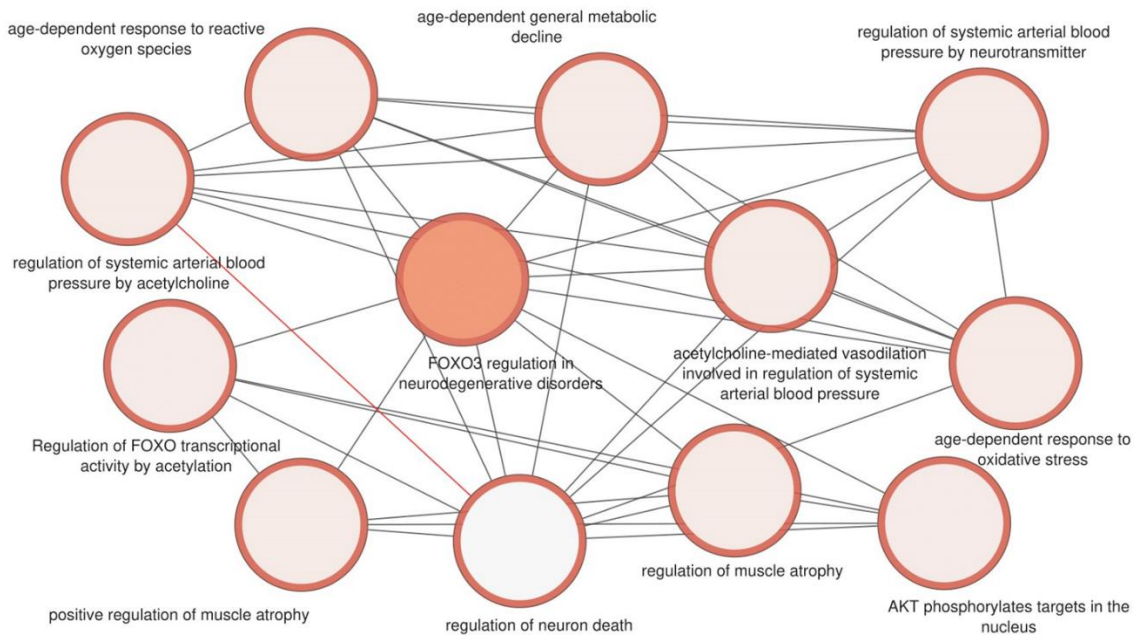 age-dependent response to reactive
oxygen species
age-dependent general metabolic
decline
regulation of systemic arterial blood
pressure by neurotransmitter
regulation of systemic arterial blood
pressure by acetylcholine
FOXO3 regulation in
neurodegenerative disorders
acetylcholine-mediated vasodilation
involved in regulation of systemic
arterial blood pressure
age-dependent response to
oxidative stress
Regulation of FOXO transcriptional
activity by acetylation
positive regulation of muscle atrophy
regulation of neuron death
regulation of muscle atrophy
AKT phosphorylates targets in the
nucleus